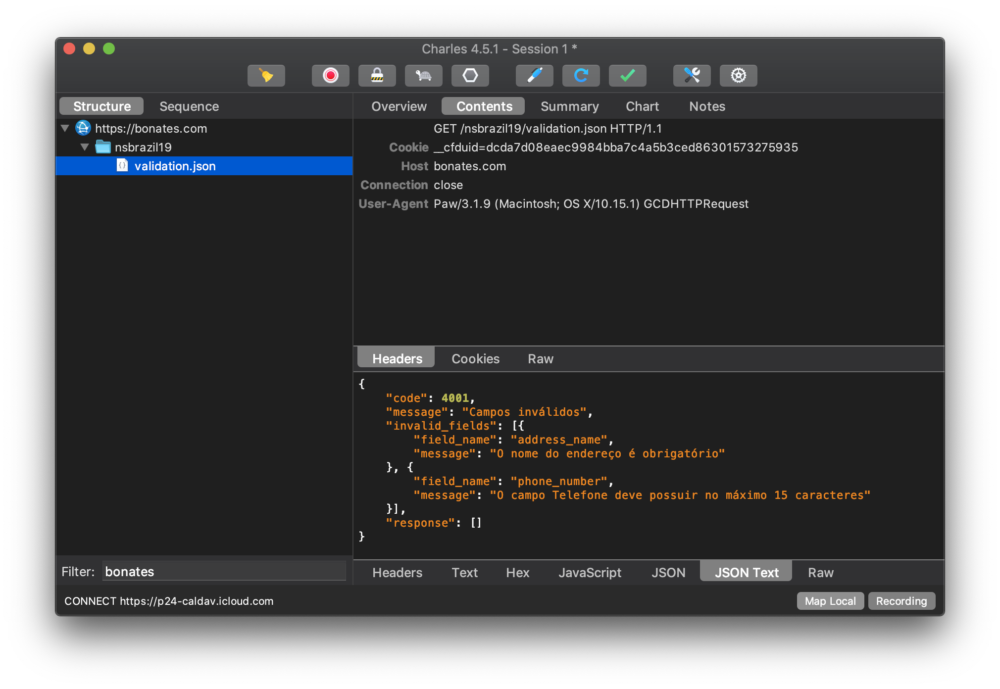 Charles 4.5.1 - Session 1 *
Structure Sequence
https://bonates.com
nsbrazil19
{} validation.json
Filter: bonates
Overview Contents Summary Chart Notes
GET /nsbrazil19/validation.json HTTP/1.1
Cookie __cfduid=dcda7d08eaec9984bba7c4a5b3ced86301573275935
Host bonates.com
Connection close
User-Agent Paw/3.1.9 (Macintosh; OS X/10.15.1) GCDHTTPRequest
Headers Cookies Raw
{
"code": 4001,
"message": "Campos inválidos",
"invalid_fields": [{
"field_name": "address_name",
"message": "O nome do endereço é obrigatório"
}, {
"field_name": "phone_number",
"message": "O campo Telefone deve possuir no máximo 15 caracteres"
}],
"response": []
}
Headers Text Hex JavaScript JSON JSON Text Raw
CONNECT https://p24-caldav.icloud.com
Map Local Recording